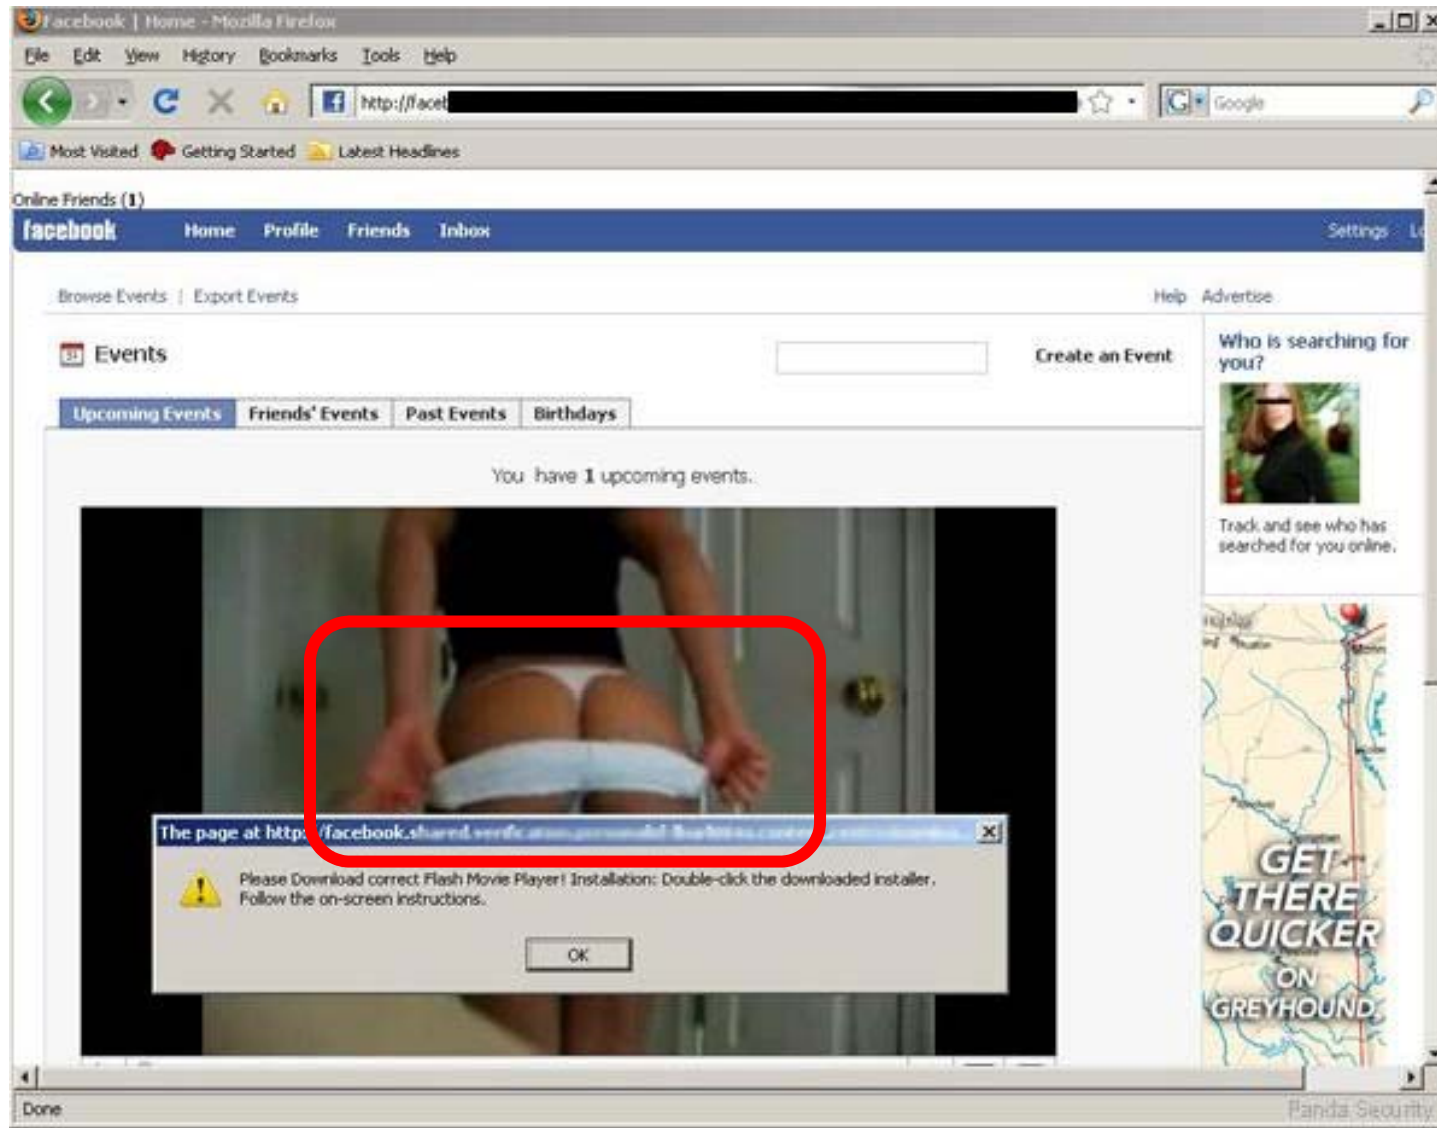 Facebook | Home - Mozilla Firefox
File Edit View History Bookmarks Tools Help
http://faceb
Google
Most Visited Getting Started Latest Headlines
Online Friends (1)
facebook Home Profile Friends Inbox Settings Lo
Browse Events | Export Events Help Advertise
31 Events Create an Event
Who is searching for
you?
Upcoming Events Friends' Events Past Events Birthdays
You have 1 upcoming events.
Track and see who has
searched for you online.
The page at http://facebook.shared.
Please Download correct Flash Movie Player! Installation: Double-click the downloaded installer.
Follow the on-screen instructions.
OK
GET
THERE
QUICKER
ON
GREYHOUND.
Done
Panda Security